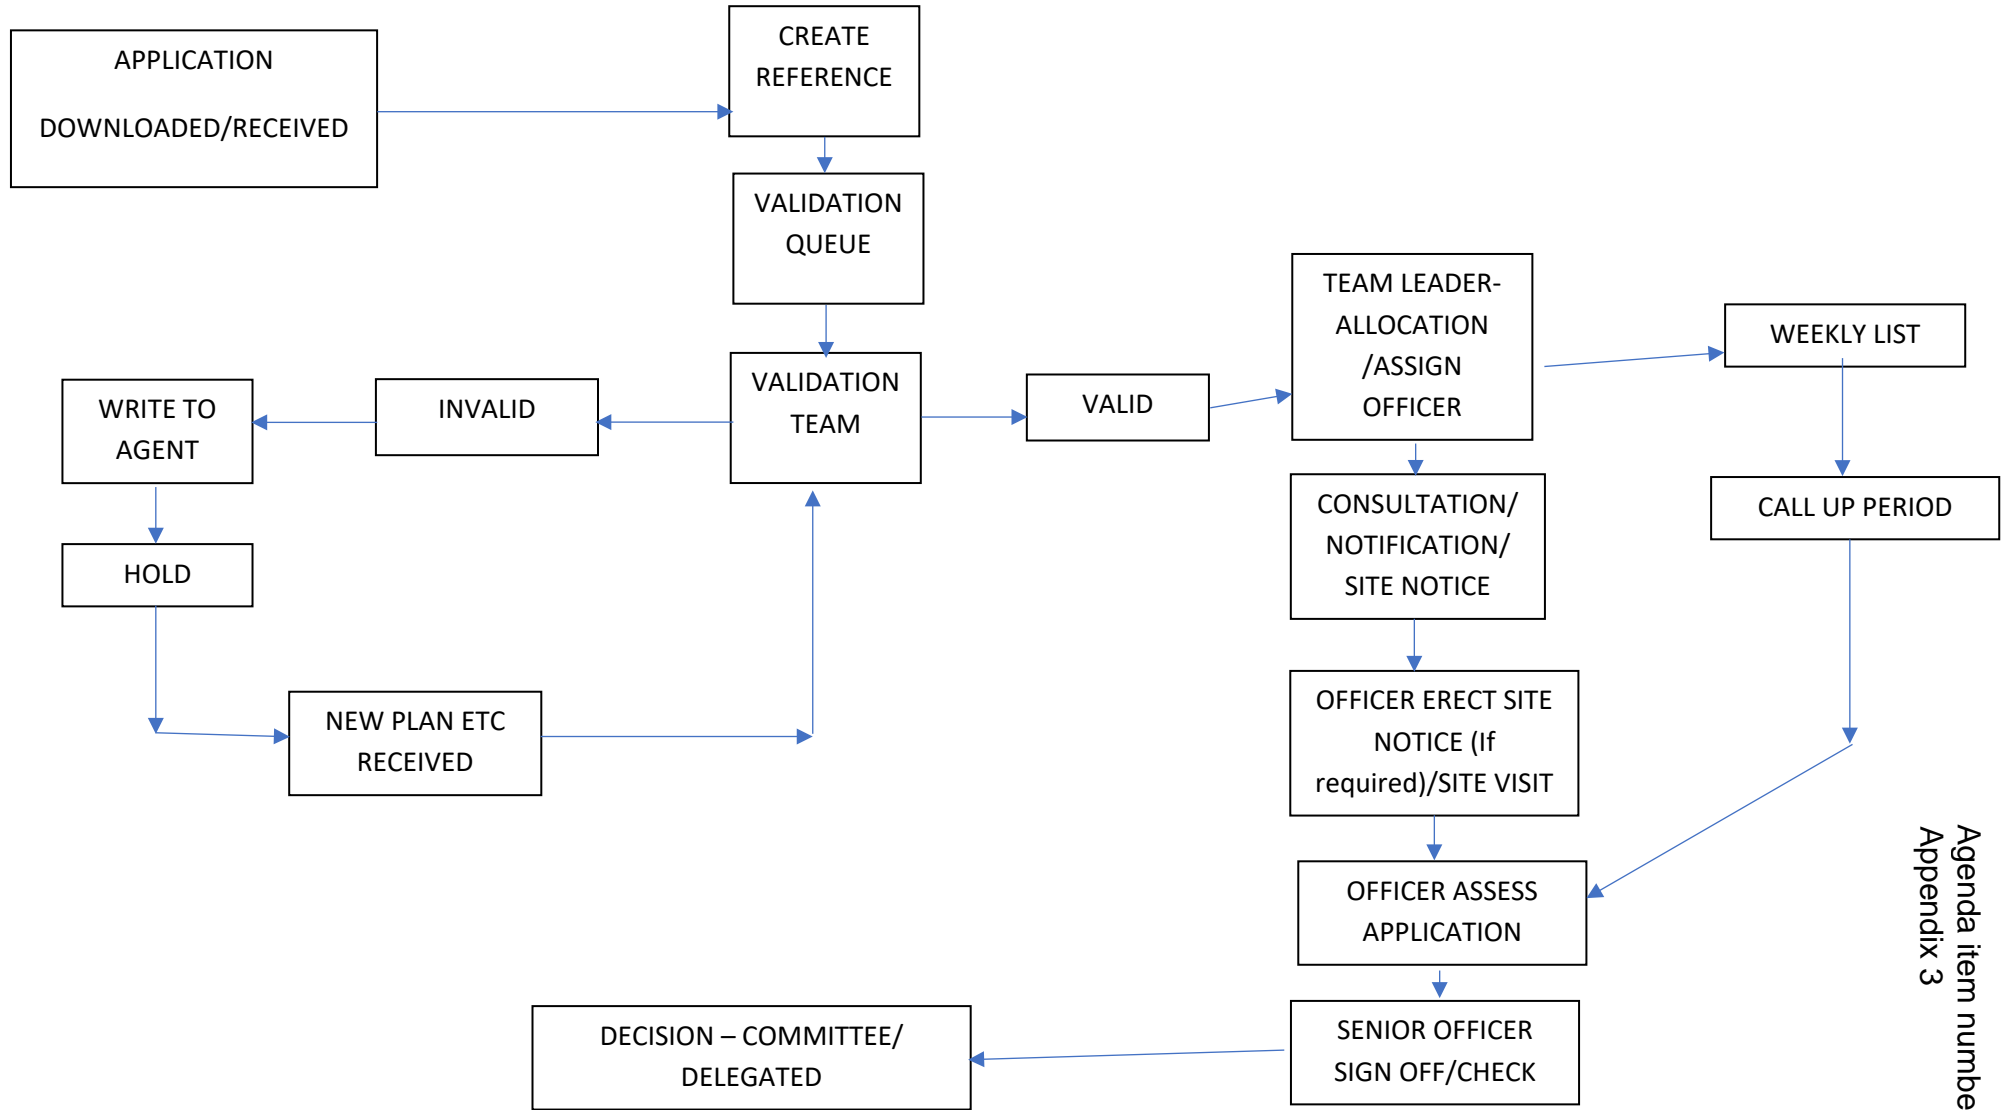 APPLICATION
DOWNLOADED/RECEIVED
CREATE
REFERENCE
VALIDATION
QUEUE
VALIDATION
TEAM
INVALID
WRITE TO
AGENT
HOLD
NEW PLAN ETC
RECEIVED
VALID
TEAM LEADER-
ALLOCATION
/ASSIGN
OFFICER
WEEKLY LIST
CALL UP PERIOD
CONSULTATION/
NOTIFICATION/
SITE NOTICE
OFFICER ERECT SITE
NOTICE (If
required)/SITE VISIT
OFFICER ASSESS
APPLICATION
SENIOR OFFICER
SIGN OFF/CHECK
DECISION – COMMITTEE/
DELEGATED
Agenda item numbe
Appendix 3